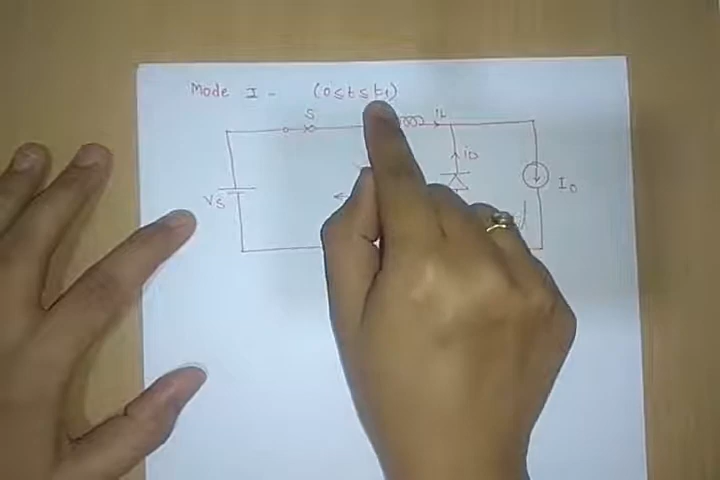 Mode I - (0≤t≤t1)
S iL
iD
Vs Io